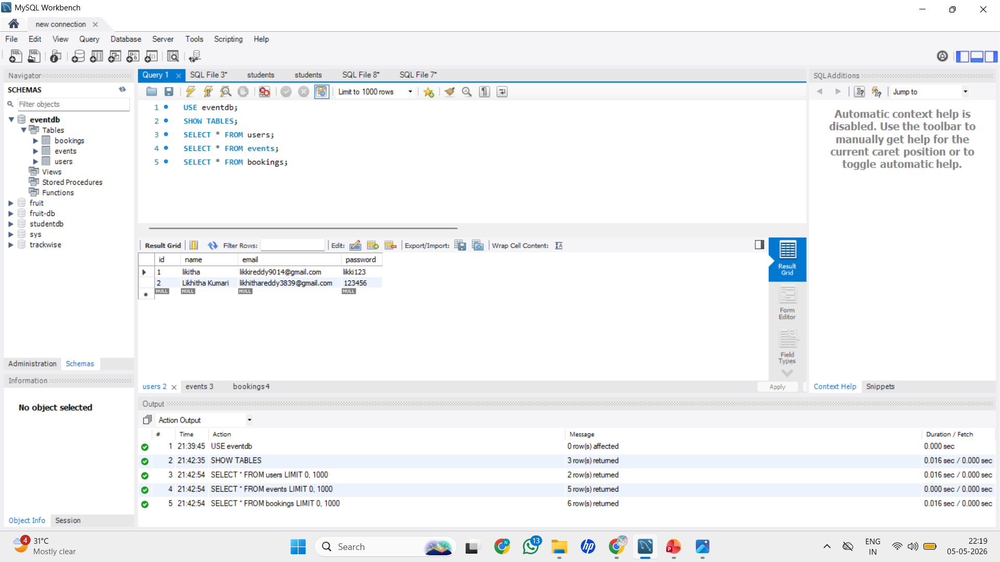 MySQL Workbench
new connection
File Edit View Query Database Server Tools Scripting Help
Navigator
SCHEMAS
Filter objects
eventdb
Tables
bookings
events
users
Views
Stored Procedures
Functions
fruit
fruit-db
studentdb
sys
trackwise
Administration Schemas
Information
No object selected
Object Info Session
Query 1 SQL File 3* students students SQL File 8* SQL File 7*
Limit to 1000 rows
1 USE eventdb;
2 SHOW TABLES;
3 SELECT * FROM users;
4 SELECT * FROM events;
5 SELECT * FROM bookings;
Result Grid Filter Rows: Edit: Export/Import: Wrap Cell Content:
id name email password
1 likitha likkireddy9014@gmail.com likki123
2 Likhitha Kumari likhithareddy3839@gmail.com 123456
NULL NULL NULL NULL
Result
Grid
Form
Editor
Field
Types
users 2 events 3 bookings4
Apply
SQLAdditions
Jump to
Automatic context help is
disabled. Use the toolbar to
manually get help for the
current caret position or to
toggle automatic help.
Context Help Snippets
Output
Action Output
# Time Action Message Duration / Fetch
1 21:39:45 USE eventdb 0 row(s) affected 0.000 sec
2 21:42:35 SHOW TABLES 3 row(s) returned 0.016 sec / 0.000 sec
3 21:42:54 SELECT * FROM users LIMIT 0, 1000 2 row(s) returned 0.016 sec / 0.000 sec
4 21:42:54 SELECT * FROM events LIMIT 0, 1000 5 row(s) returned 0.000 sec / 0.000 sec
5 21:42:54 SELECT * FROM bookings LIMIT 0, 1000 6 row(s) returned 0.016 sec / 0.000 sec
4
31°C
Mostly clear
Search
N
13
hp
ENG
IN
22:19
05-05-2026